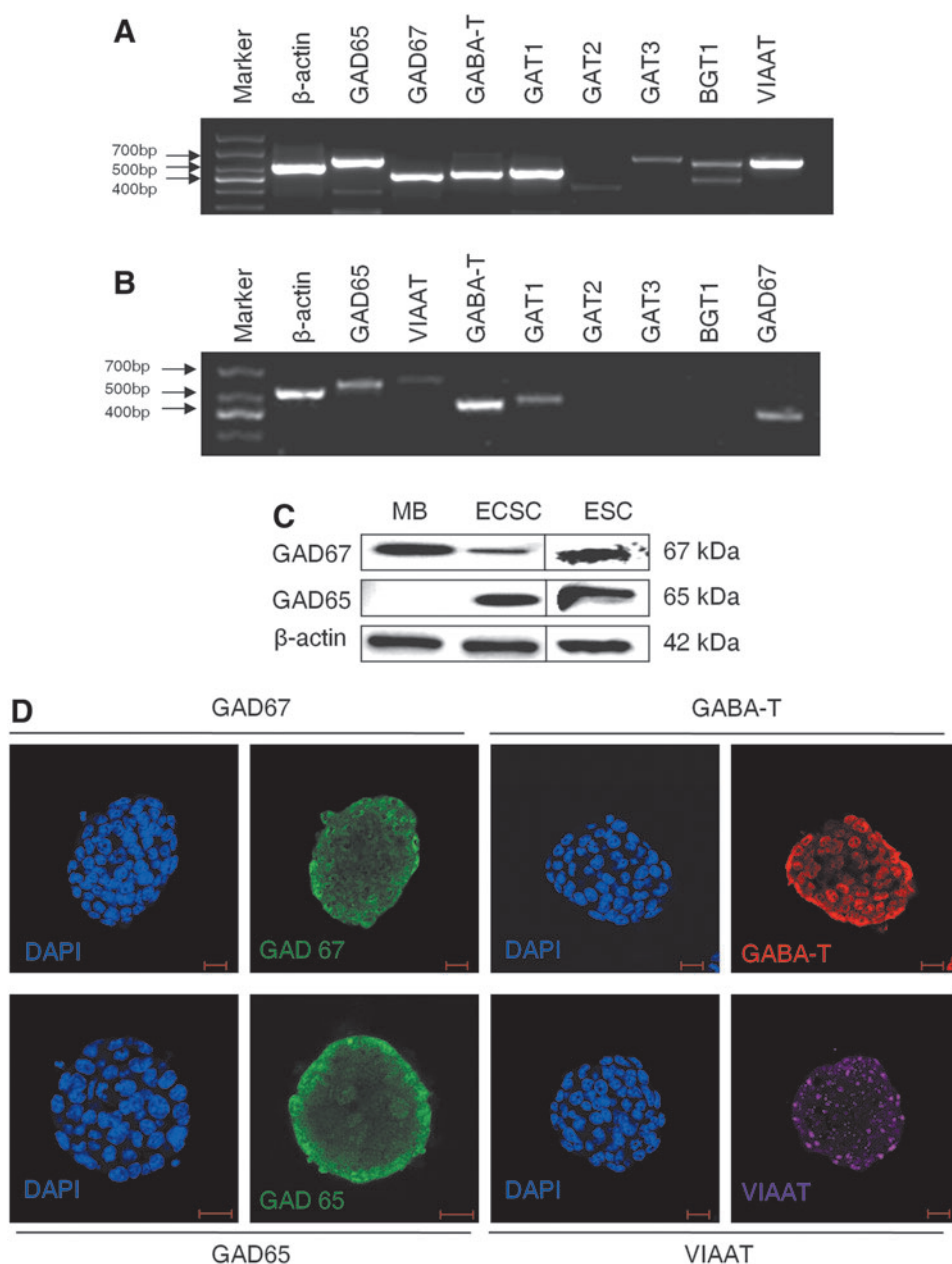 A
Marker β-actin GAD65 GAD67 GABA-T GAT1 GAT2 GAT3 BGT1 VIAAT
700bp
500bp
400bp
B
Marker β-actin GAD65 VIAAT GABA-T GAT1 GAT2 GAT3 BGT1 GAD67
700bp
500bp
400bp
C
MB ECSC ESC
GAD67 67 kDa
GAD65 65 kDa
β-actin 42 kDa
D
GAD67 GABA-T
DAPI GAD 67 DAPI GABA-T
DAPI GAD 65 DAPI VIAAT
GAD65 VIAAT